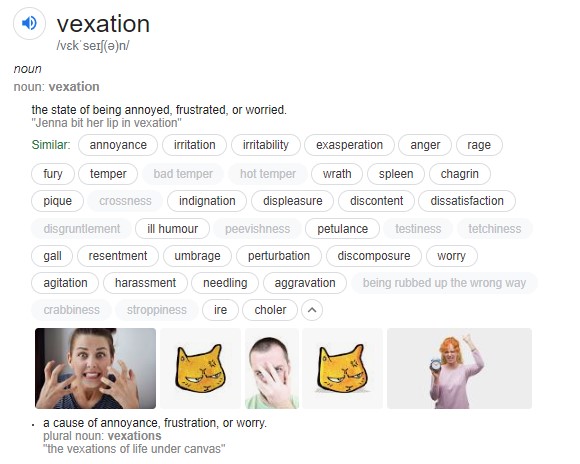 vexation
/vɛkˈseɪʃ(ə)n/
noun
noun: vexation
the state of being annoyed, frustrated, or worried.
"Jenna bit her lip in vexation"
Similar: annoyance irritation irritability exasperation anger rage
fury temper bad temper hot temper wrath spleen chagrin
pique crossness indignation displeasure discontent dissatisfaction
disgruntlement ill humour peevishness petulance testiness tetchiness
gall resentment umbrage perturbation discomposure worry
agitation harassment needling aggravation being rubbed up the wrong way
crabbiness stroppiness ire choler
a cause of annoyance, frustration, or worry.
plural noun: vexations
"the vexations of life under canvas"